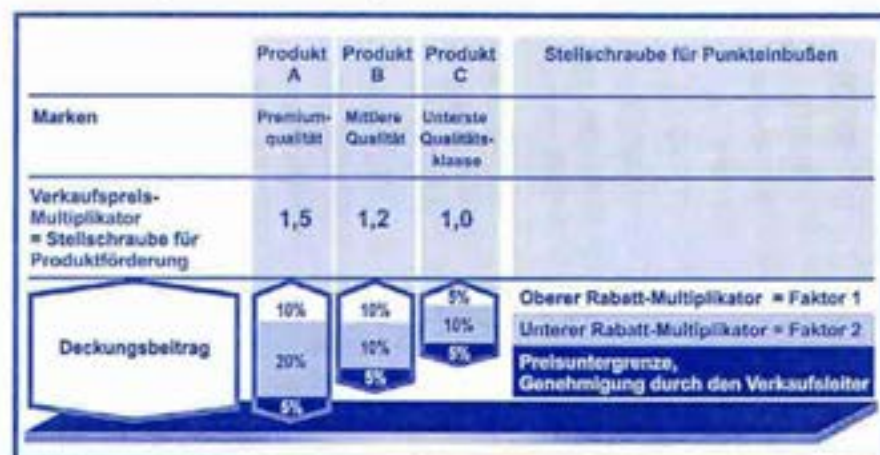 Produkt A
Produkt B
Produkt C
Stellschraube für Punkteinbußen
Marken
Premium-
qualität
Mittlere
Qualität
Unterste
Qualitäts-
klasse
Verkaufspreis-
Multiplikator
= Stellschraube für
Produktförderung
1,5
1,2
1,0
Deckungsbeitrag
10%
20%
5%
10%
10%
5%
5%
10%
5%
Oberer Rabatt-Multiplikator = Faktor 1
Unterer Rabatt-Multiplikator = Faktor 2
Preisuntergrenze,
Genehmigung durch den Verkaufsleiter